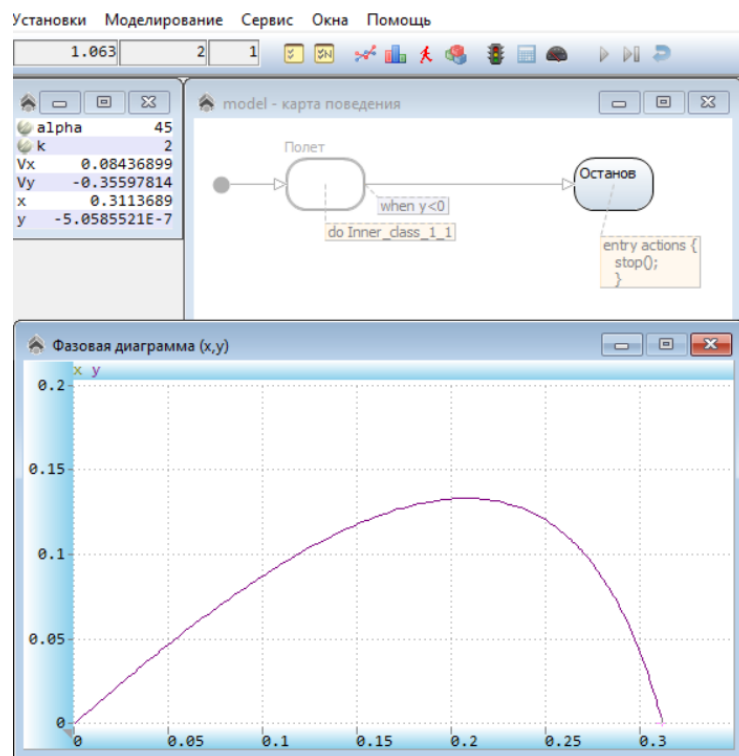 Установки Моделирование Сервис Окна Помощь
1.063 2 1
model - карта поведения
alpha 45
k 2
Vx 0.08436899
Vy -0.35597814
x 0.3113689
y -5.0585521E-7
Полет
when y<0
do Inner_class_1_1
Останов
entry actions {
stop();
}
Фазовая диаграмма (x,y)
x y
0.2
0.15
0.1
0.05
0
0 0.05 0.1 0.15 0.2 0.25 0.3